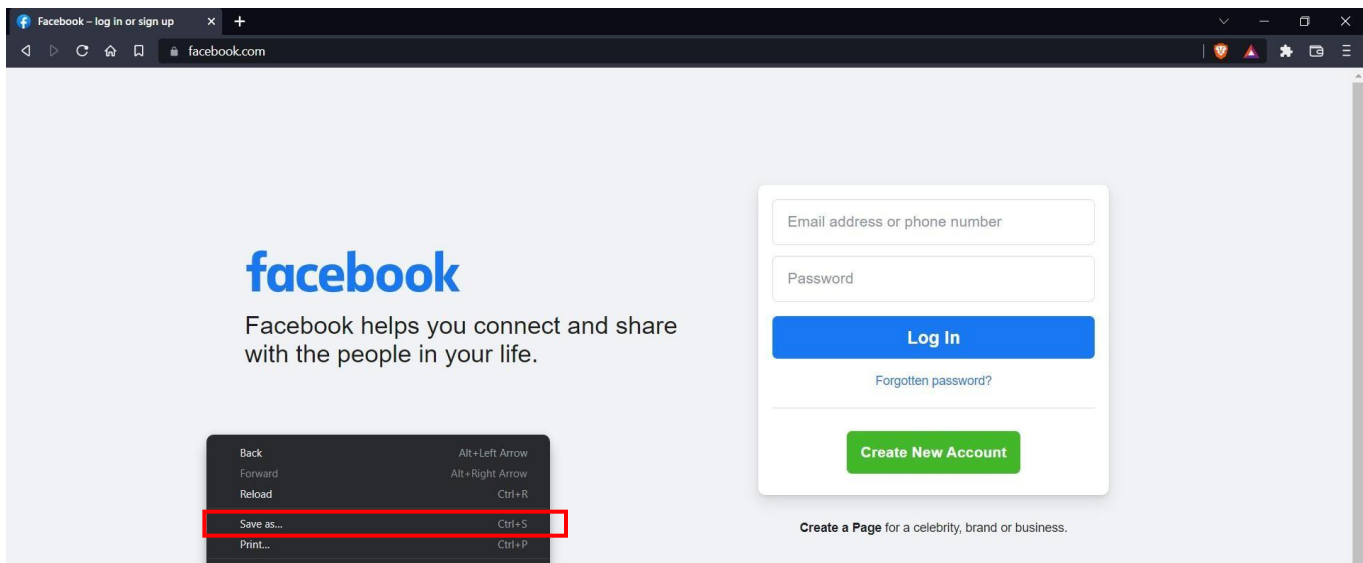 Facebook – log in or sign up
facebook.com
facebook
Facebook helps you connect and share
with the people in your life.
Email address or phone number
Password
Log In
Forgotten password?
Create New Account
Create a Page for a celebrity, brand or business.
Back Alt+Left Arrow
Forward Alt+Right Arrow
Reload Ctrl+R
Save as... Ctrl+S
Print... Ctrl+P